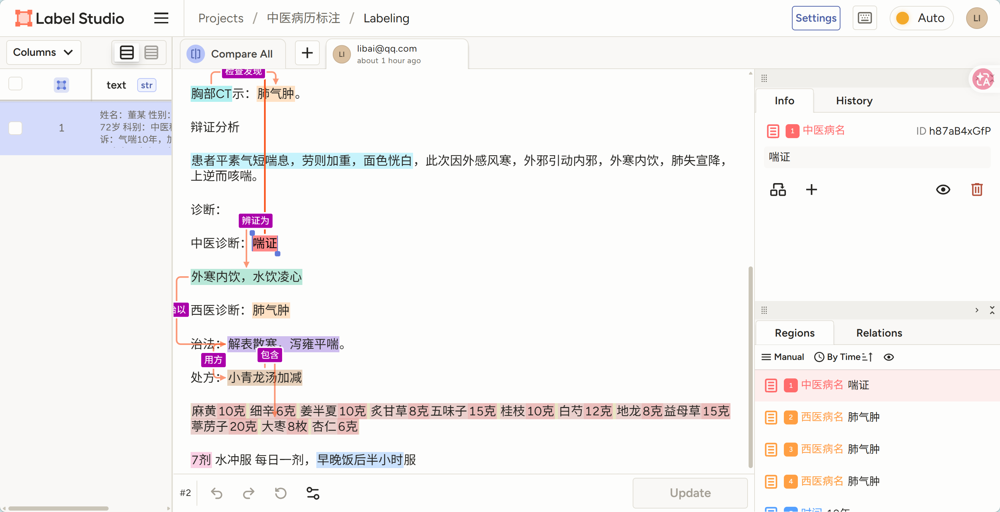 Label Studio
Projects / 中医病历标注 / Labeling
Settings
Auto
LI
Columns
Compare All
LI
libai@qq.com
about 1 hour ago
text str
1
姓名：董某 性别：
72岁 科别：中医
诉：气喘10年，
检查发现
胸部CT示：肺气肿。
辩证分析
患者平素气短喘息，劳则加重，面色恍白，此次因外感风寒，外邪引动内邪，外寒内饮，肺失宣降，
上逆而咳喘。
诊断：
辨证为
中医诊断：喘证
外寒内饮，水饮凌心
以
西医诊断：肺气肿
治法：解表散寒，泻雍平喘。
用方
包含
处方：小青龙汤加减
麻黄10克 细辛6克 姜半夏10克 炙甘草8克五味子15克 桂枝10克 白芍12克 地龙8克益母草15克
葶苈子20克 大枣8枚 杏仁6克
7剂 水冲服 每日一剂，早晚饭后半小时服
#2
Update
Info
History
1 中医病名
ID h87aB4xGfP
喘证
Regions
Relations
Manual
By Time
1 中医病名 喘证
2 西医病名 肺气肿
3 西医病名 肺气肿
4 西医病名 肺气肿
时间 10年